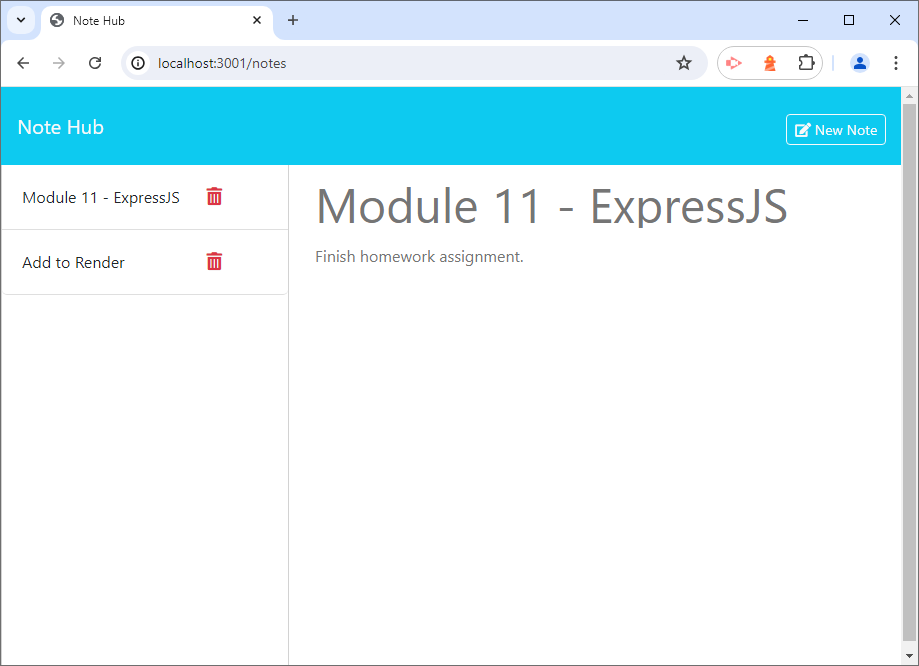 Note Hub
localhost:3001/notes
Note Hub
New Note
Module 11 - ExpressJS
Add to Render
Module 11 - ExpressJS
Finish homework assignment.